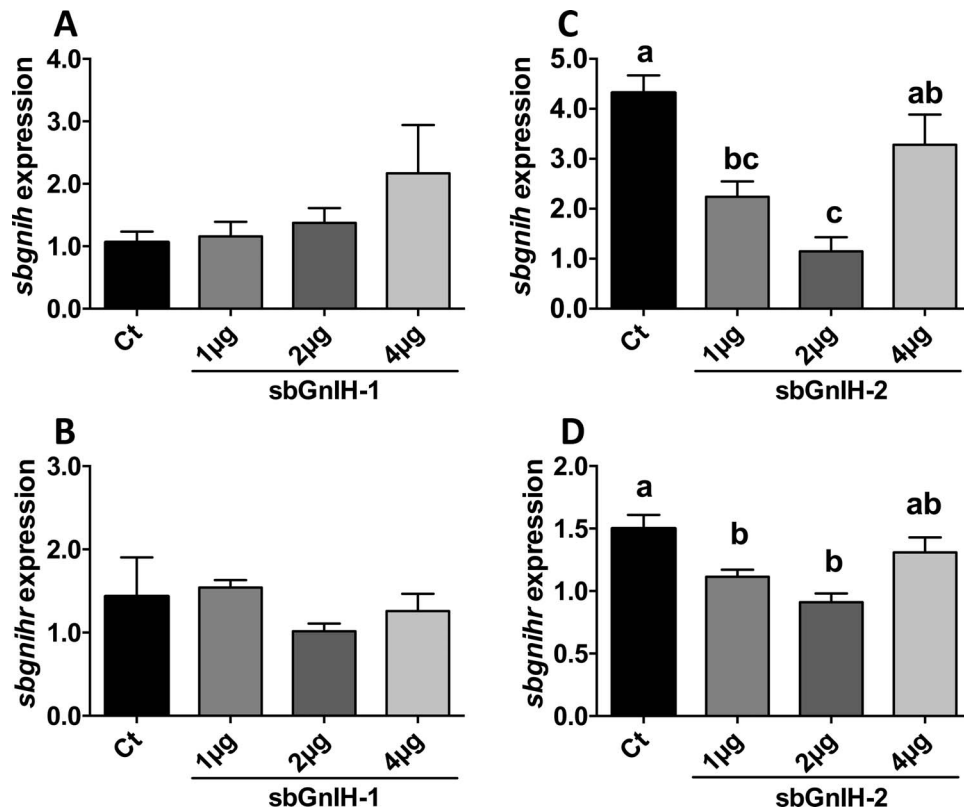 A
sbgnih expression
4.0
3.0
2.0
1.0
0.0
Ct
1µg
2µg
4µg
sbGnIH-1
C
sbgnih expression
5.0
4.0
3.0
2.0
1.0
0.0
a
bc
c
ab
Ct
1µg
2µg
4µg
sbGnIH-2
B
sbgnihr expression
3.0
2.0
1.0
0.0
Ct
1µg
2µg
4µg
sbGnIH-1
D
sbgnihr expression
2.0
1.5
1.0
0.5
0.0
a
b
b
ab
Ct
1µg
2µg
4µg
sbGnIH-2